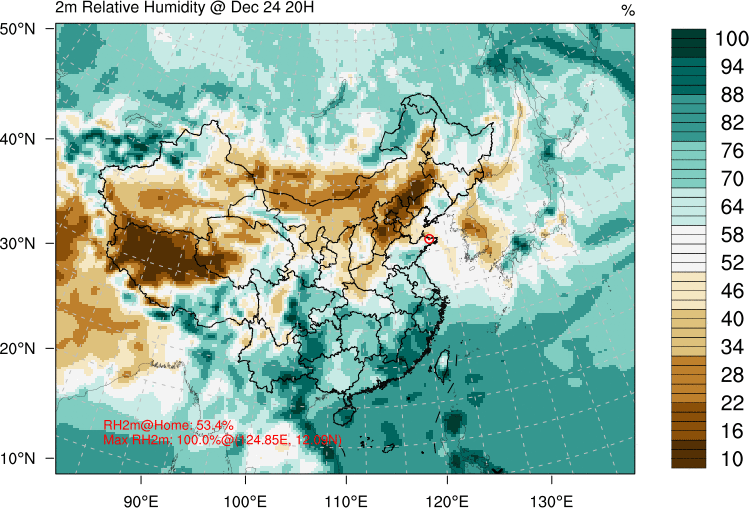 2m Relative Humidity @ Dec 24 20H
%
50°N
40°N
30°N
20°N
10°N
90°E
100°E
110°E
120°E
130°E
100
94
88
82
76
70
64
58
52
46
40
34
28
22
16
10
RH2m@Home: 53.4%
Max RH2m: 100.0%@(124.85E,